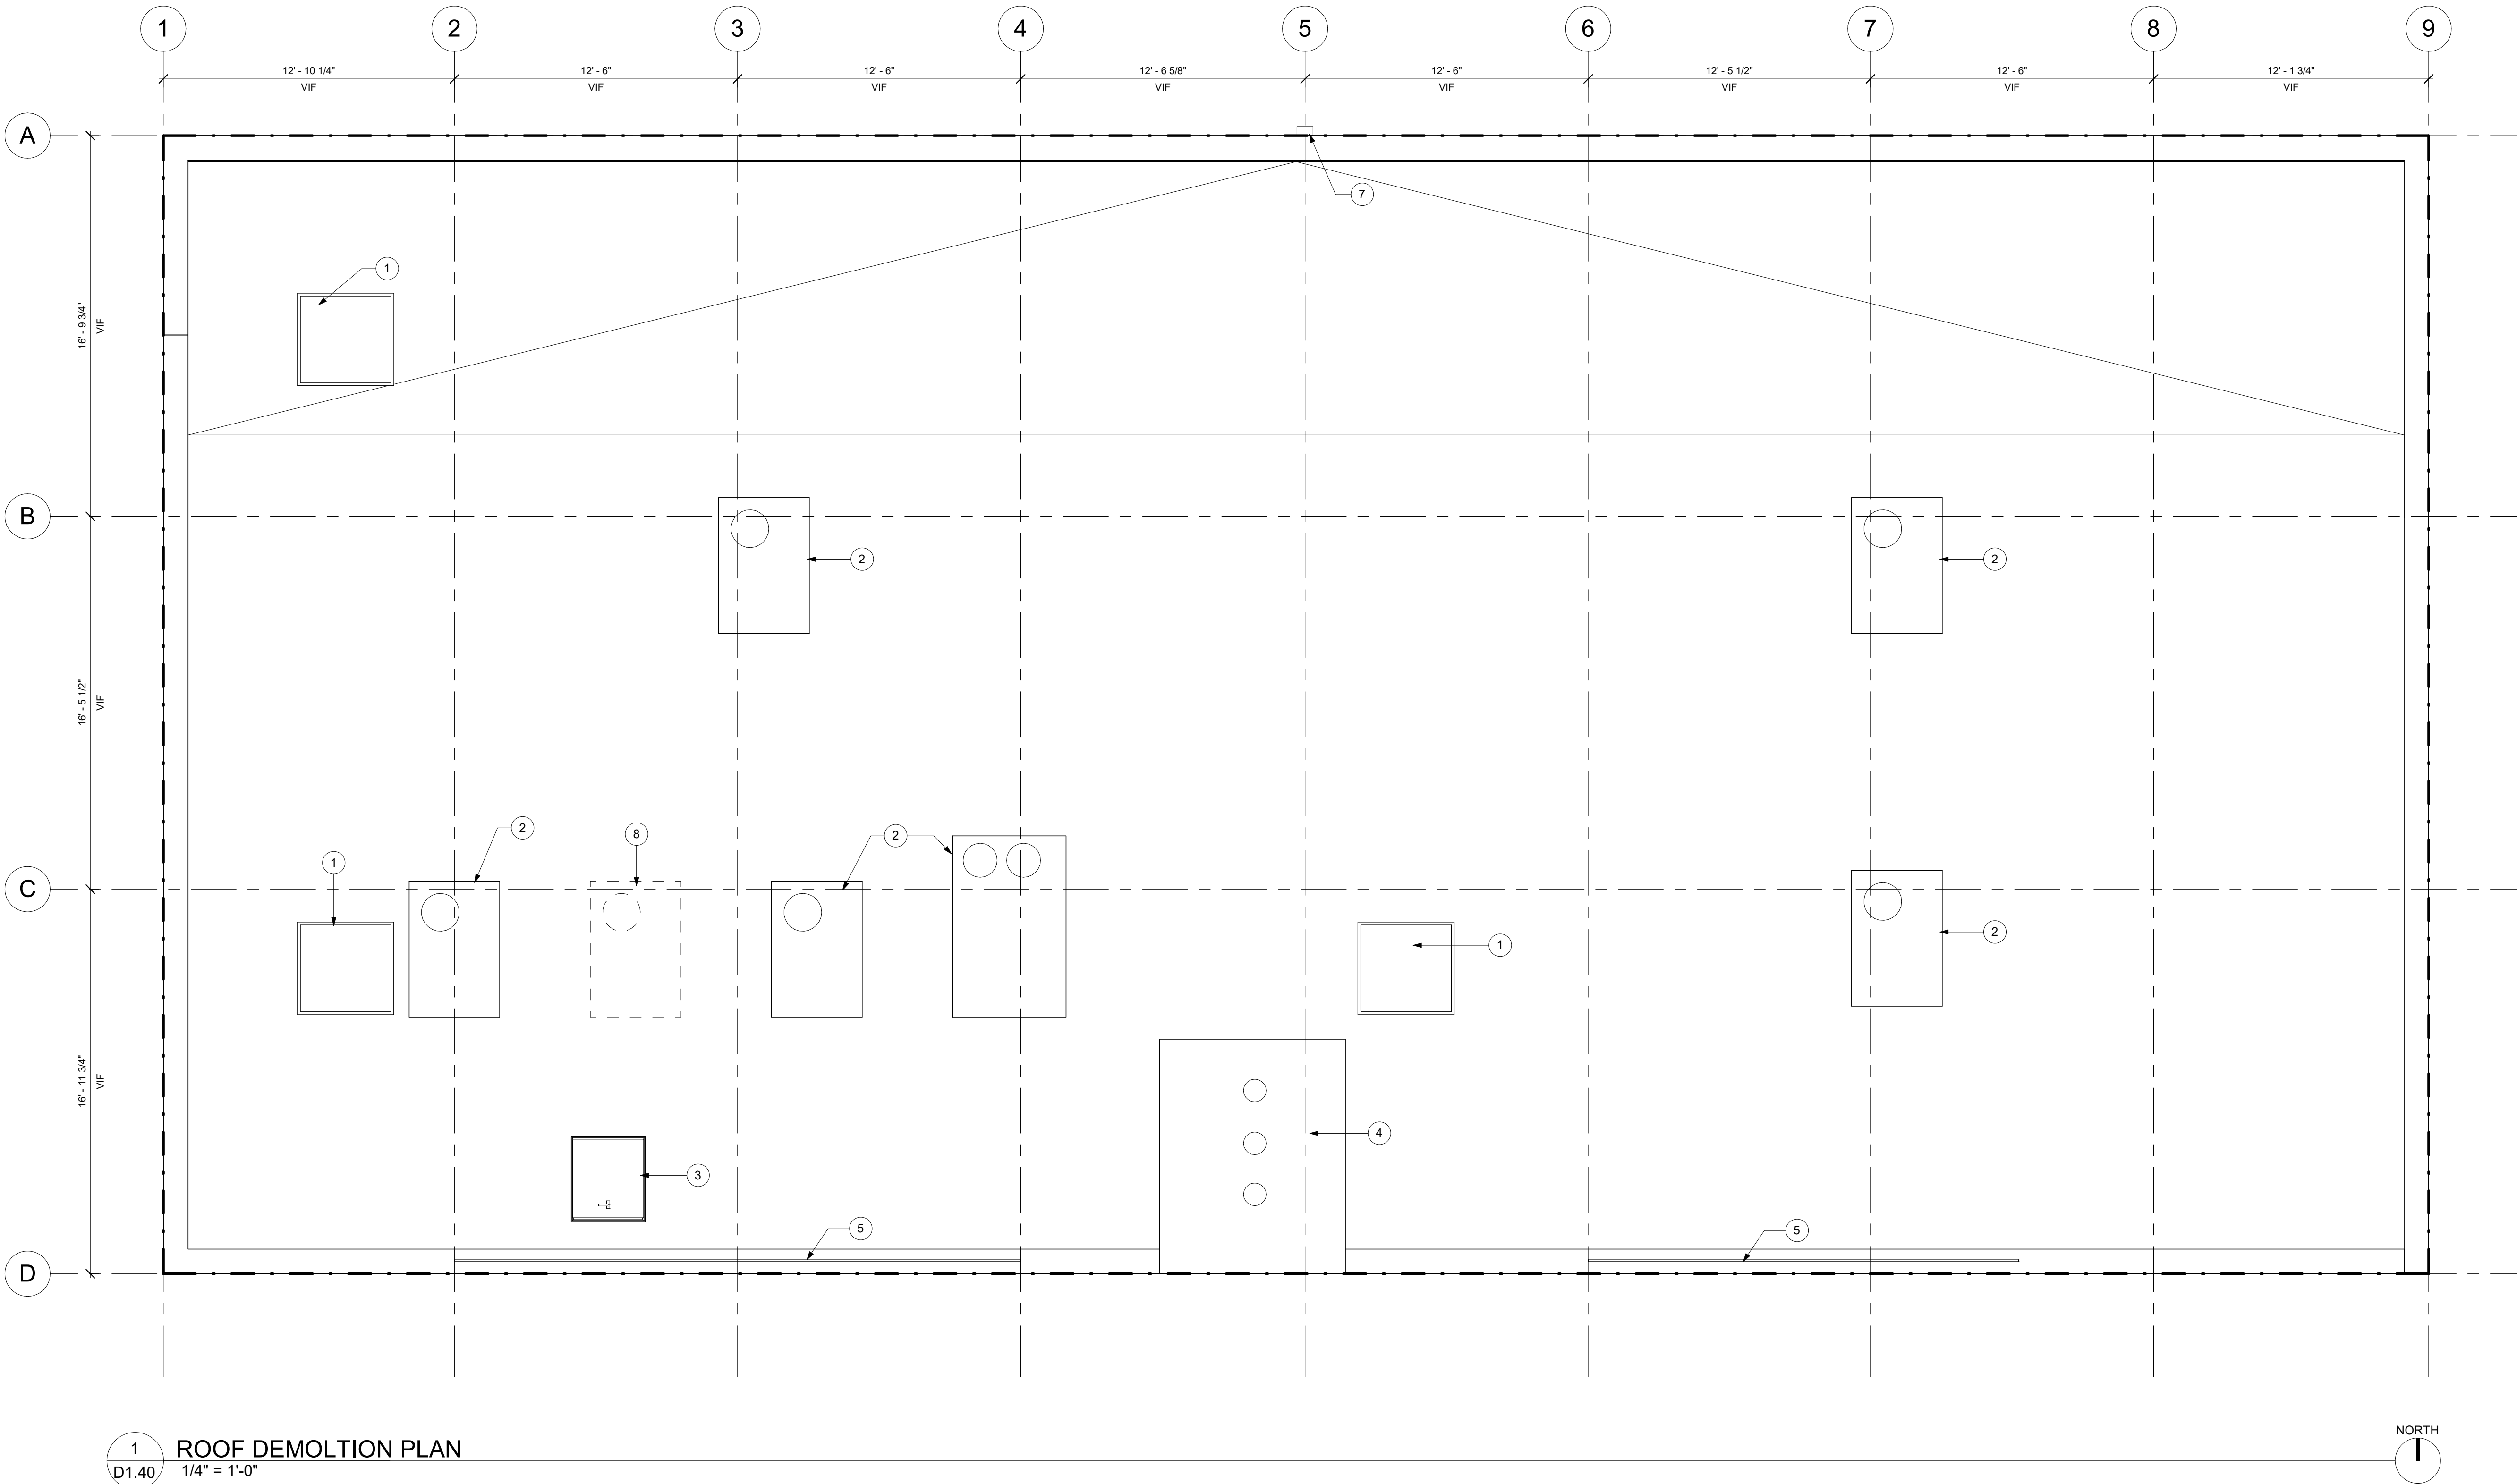 1
2
3
4
5
6
7
8
9
12' - 10 1/4"
12' - 6"
12' - 6"
12' - 6 5/8"
12' - 6"
12' - 5 1/2"
12' - 6"
12' - 1 3/4"
VIF
VIF
VIF
VIF
VIF
VIF
VIF
VIF
A
7
1
16' - 9 3/4"
VIF
B
2
2
16' - 5 1/2"
VIF
2
8
2
1
C
2
1
16' - 11 3/4"
VIF
4
3
5
5
D
NORTH
1
ROOF DEMOLTION PLAN
D1.40
1/4" = 1'-0"